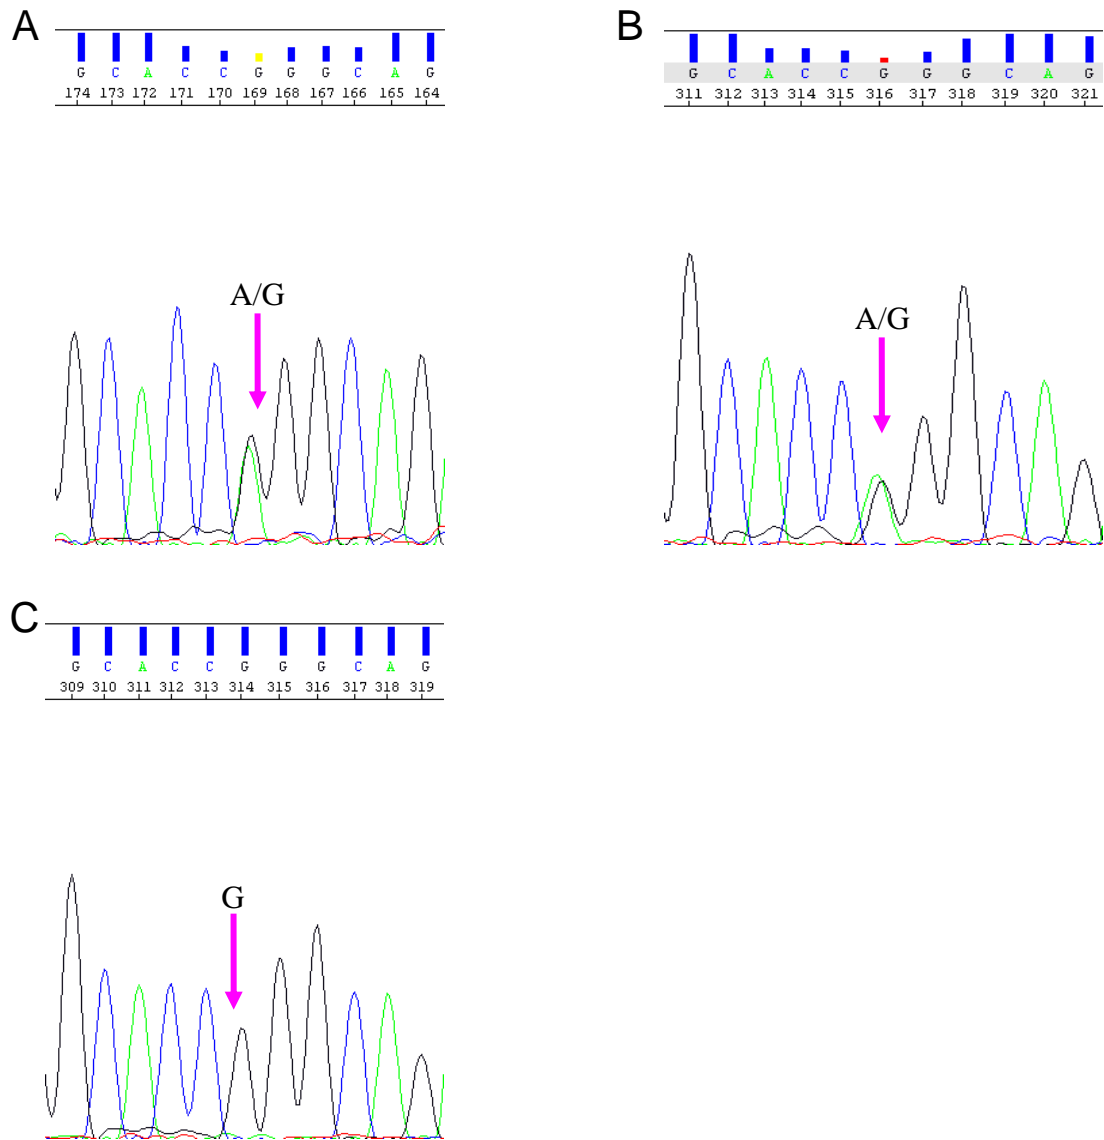 A
G C A C C G G G C A G
174 173 172 171 170 169 168 167 166 165 164
A/G
B
G C A C C G G G C A G
311 312 313 314 315 316 317 318 319 320 321
A/G
C
G C A C C G G G C A G
309 310 311 312 313 314 315 316 317 318 319
G